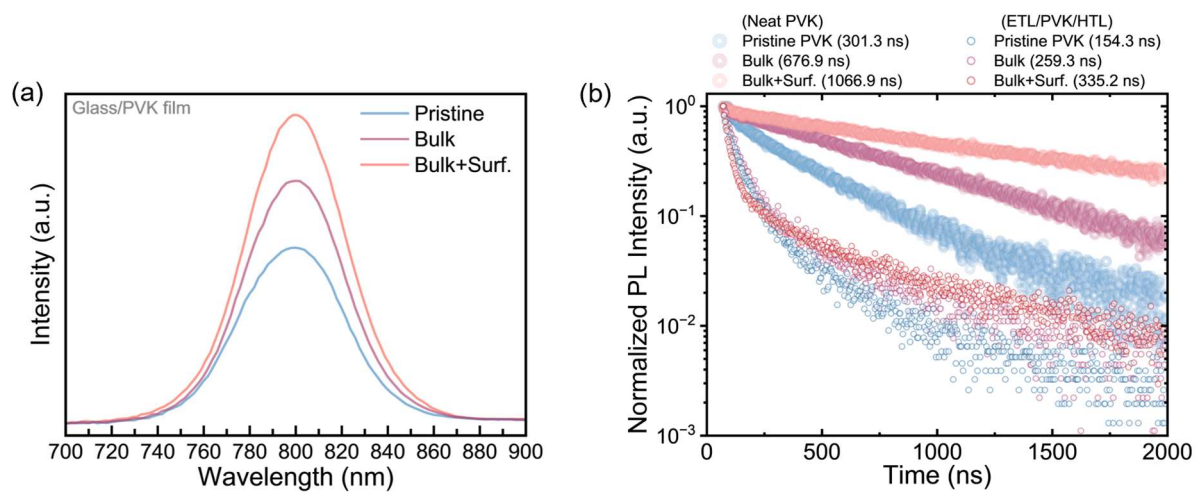 (a)
Glass/PVK film
Pristine
Bulk
Bulk+Surf.
Intensity (a.u.)
700 720 740 760 780 800 820 840 860 880 900
Wavelength (nm)
(b)
(Neat PVK) (ETL/PVK/HTL)
Pristine PVK (301.3 ns) Pristine PVK (154.3 ns)
Bulk (676.9 ns) Bulk (259.3 ns)
Bulk+Surf. (1066.9 ns) Bulk+Surf. (335.2 ns)
Normalized PL Intensity (a.u.)
10⁰
10⁻¹
10⁻²
10⁻³
0 500 1000 1500 2000
Time (ns)